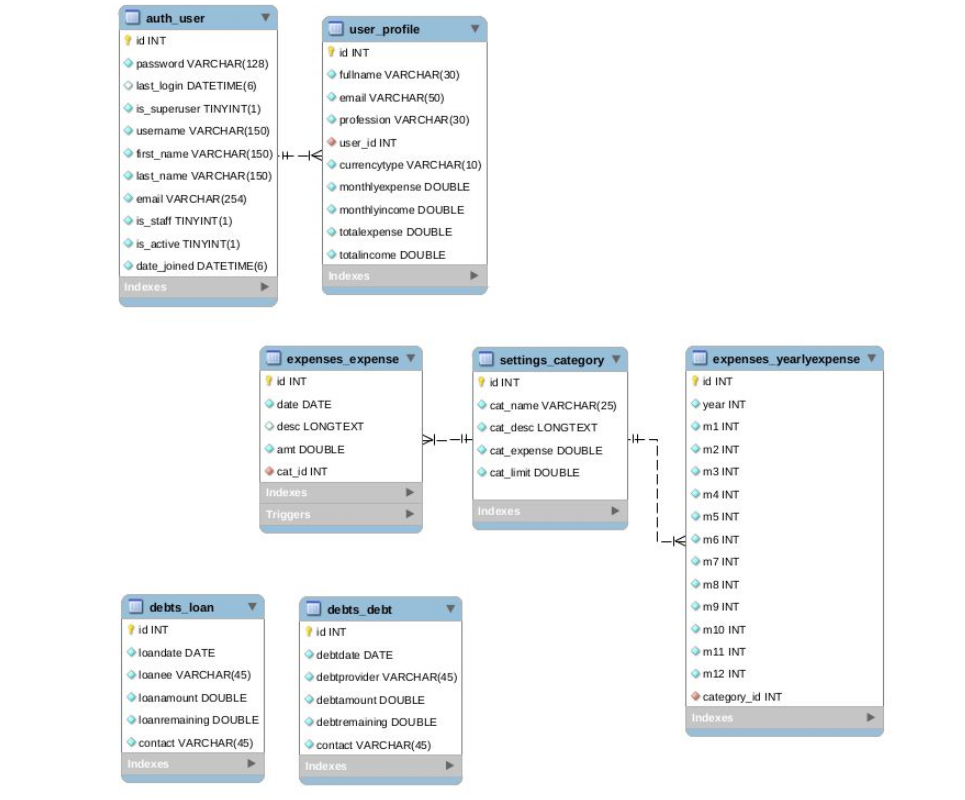 auth_user
id INT
password VARCHAR(128)
last_login DATETIME(6)
is_superuser TINYINT(1)
username VARCHAR(150)
first_name VARCHAR(150)
last_name VARCHAR(150)
email VARCHAR(254)
is_staff TINYINT(1)
is_active TINYINT(1)
date_joined DATETIME(6)
Indexes
user_profile
id INT
fullname VARCHAR(30)
email VARCHAR(50)
profession VARCHAR(30)
user_id INT
currencytype VARCHAR(10)
monthlyexpense DOUBLE
monthlyincome DOUBLE
totalexpense DOUBLE
totalincome DOUBLE
Indexes
expenses_expense
id INT
date DATE
desc LONGTEXT
amt DOUBLE
cat_id INT
Indexes
Triggers
settings_category
id INT
cat_name VARCHAR(25)
cat_desc LONGTEXT
cat_expense DOUBLE
cat_limit DOUBLE
Indexes
expenses_yearlyexpense
id INT
year INT
m1 INT
m2 INT
m3 INT
m4 INT
m5 INT
m6 INT
m7 INT
m8 INT
m9 INT
m10 INT
m11 INT
m12 INT
category_id INT
Indexes
debts_loan
id INT
loandate DATE
loanee VARCHAR(45)
loanamount DOUBLE
loanremaining DOUBLE
contact VARCHAR(45)
Indexes
debts_debt
id INT
debtdate DATE
debtprovider VARCHAR(45)
debtamount DOUBLE
debtremaining DOUBLE
contact VARCHAR(45)
Indexes